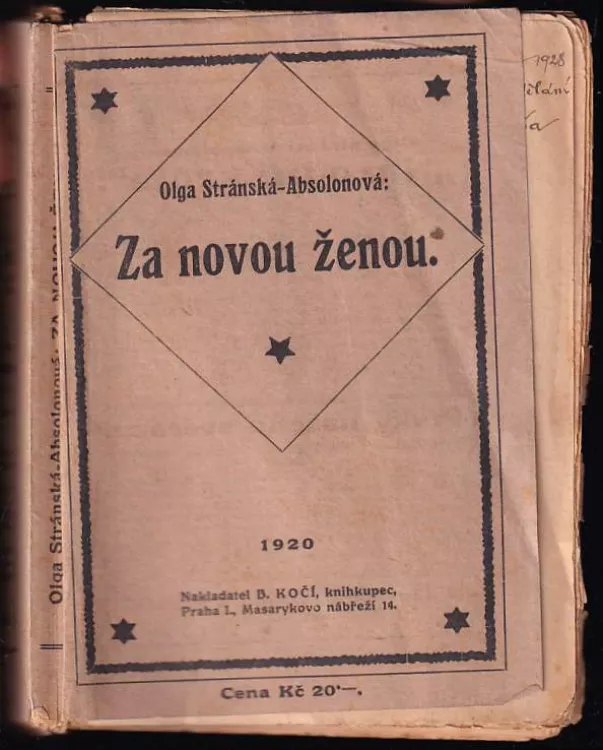 Olga Stránská-Absolonová:
Za novou ženou.
1920
Nakladatel B. KOČÍ, knihkupec,
Praha I., Masarykovo nábřeží 14.
Cena Kč 20·—.
Olga Stránská-Absolonová: ZA NOVOU
1928